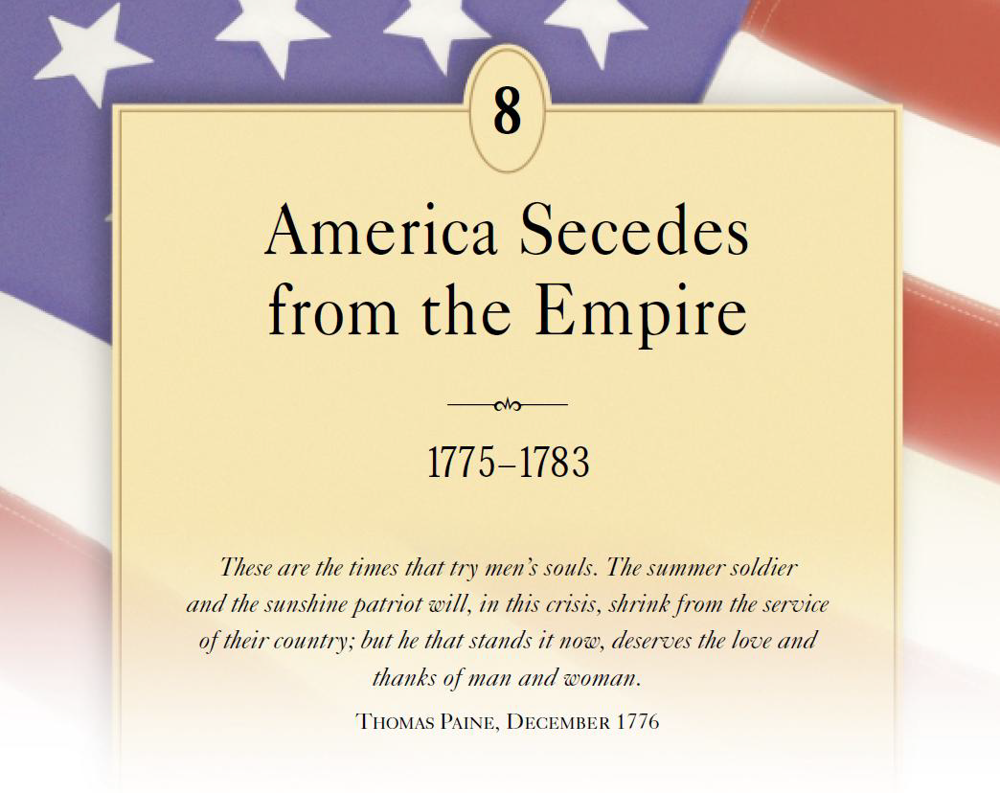 8
America Secedes
from the Empire
1775–1783
These are the times that try men’s souls. The summer soldier
and the sunshine patriot will, in this crisis, shrink from the service
of their country; but he that stands it now, deserves the love and
thanks of man and woman.
Thomas Paine, December 1776